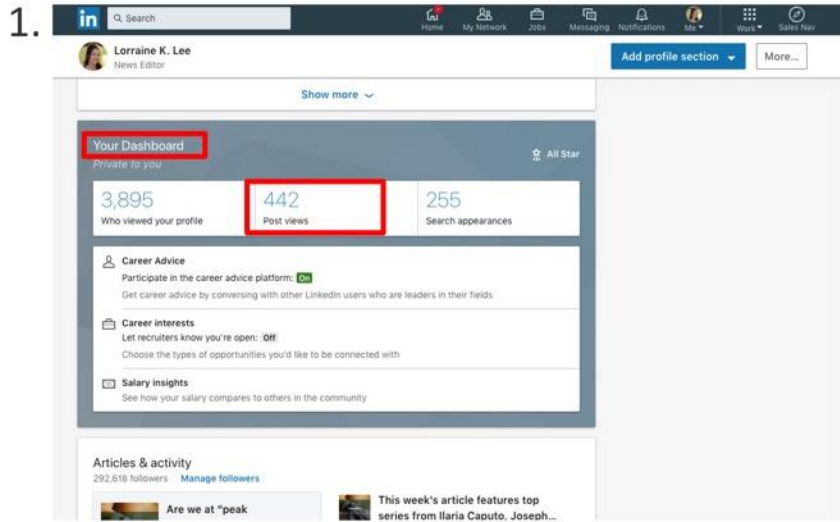 1.
in Search
Home My Network Jobs Messaging Notifications Me Work Sales Nav
Lorraine K. Lee
News Editor
Add profile section
More...
Show more
Your Dashboard
Private to you
All Star
3,895
Who viewed your profile
442
Post views
255
Search appearances
Career Advice
Participate in the career advice platform: On
Get career advice by conversing with other LinkedIn users who are leaders in their fields
Career interests
Let recruiters know you're open: Off
Choose the types of opportunities you'd like to be connected with
Salary insights
See how your salary compares to others in the community
Articles & activity
292,618 followers Manage followers
Are we at "peak
This week's article features top
series from Ilaria Caputo, Joseph...